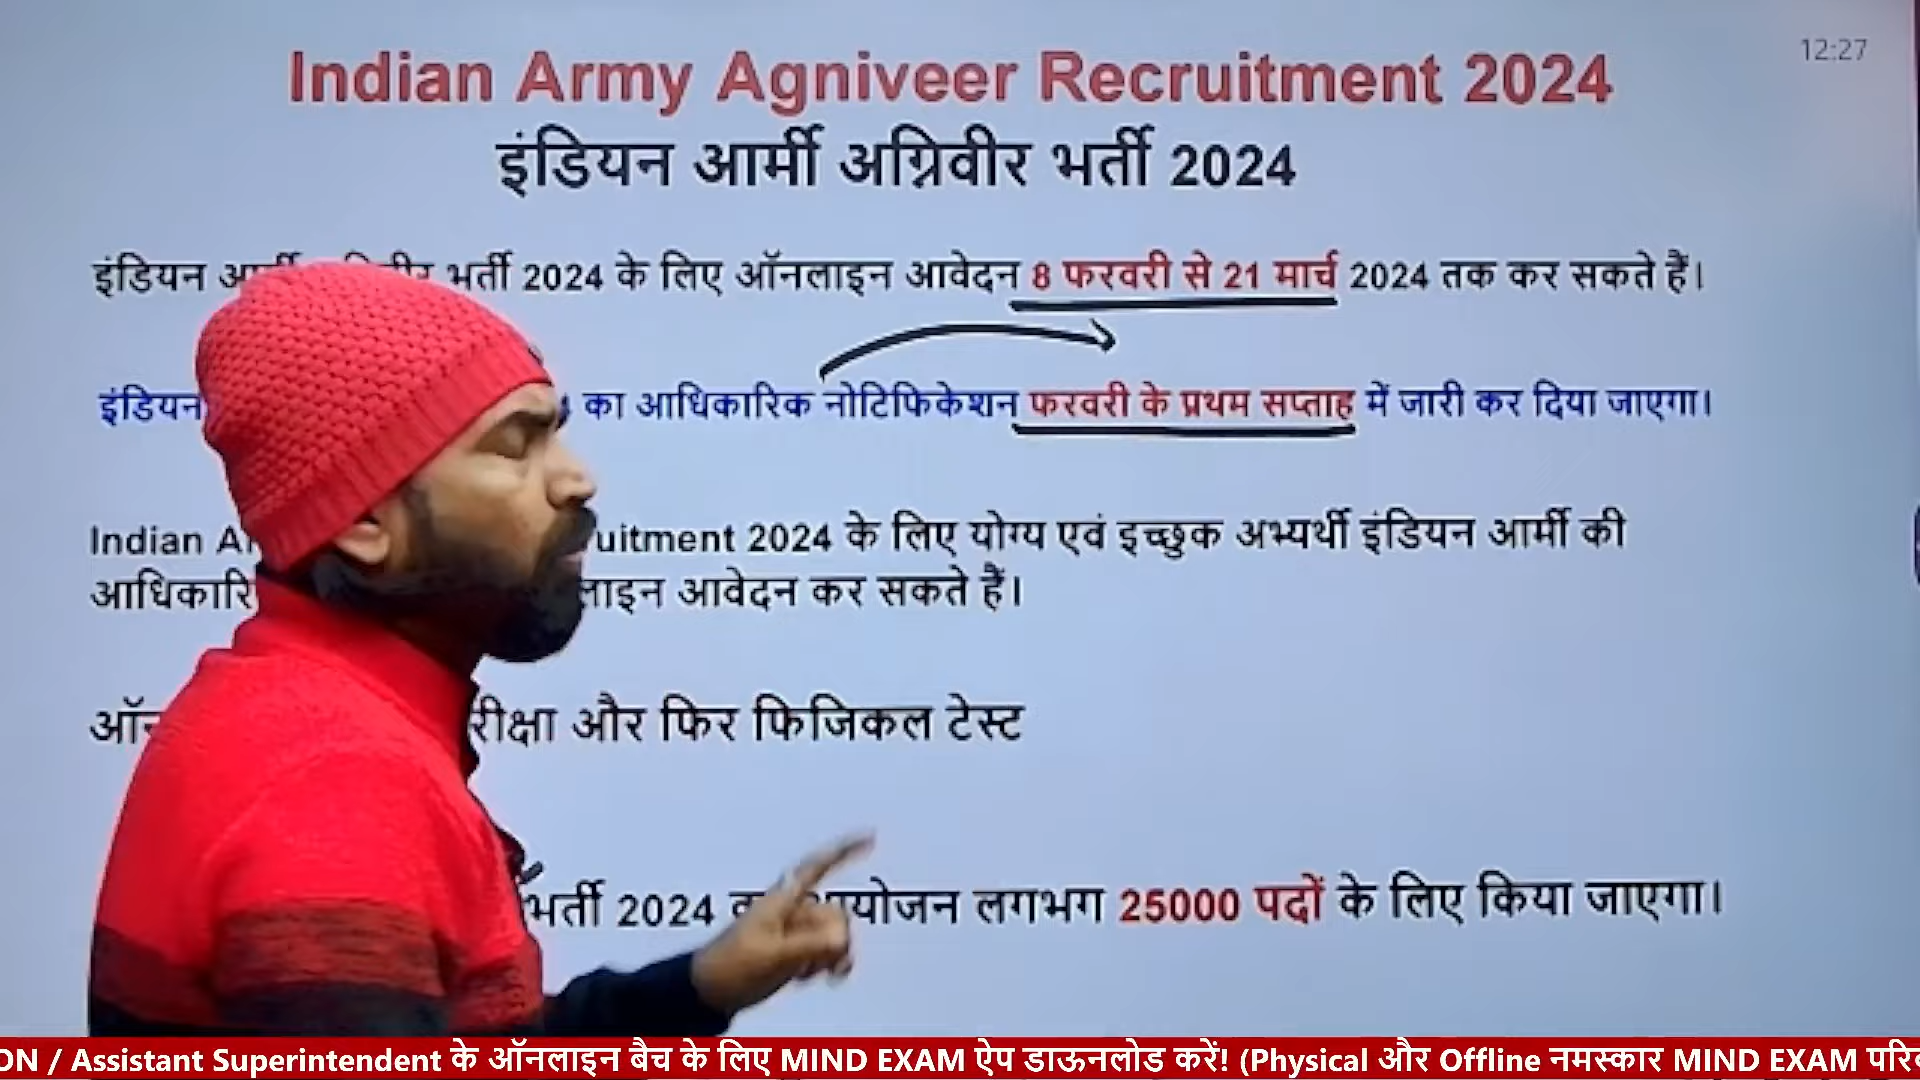 Indian Army Agniveer Recruitment 2024
12:27
इंडियन आर्मी अग्निवीर भर्ती 2024
इंडियन भर्ती 2024 के लिए ऑनलाइन आवेदन 8 फरवरी से 21 मार्च 2024 तक कर सकते हैं।
इंडियन का आधिकारिक नोटिफिकेशन फरवरी के प्रथम सप्ताह में जारी कर दिया जाएगा।
Indian 2024 के लिए योग्य एवं इच्छुक अभ्यर्थी इंडियन आर्मी की
आवेदन कर सकते हैं।
और फिर फिजिकल टेस्ट
भर्ती 2024 लगभग 25000 पदों के लिए किया जाएगा।
ON / Assistant Superintendent के ऑनलाइन बैच के लिए MIND EXAM ऐप डाऊनलोड करें! (Physical और Offline नमस्कार MIND EXAM